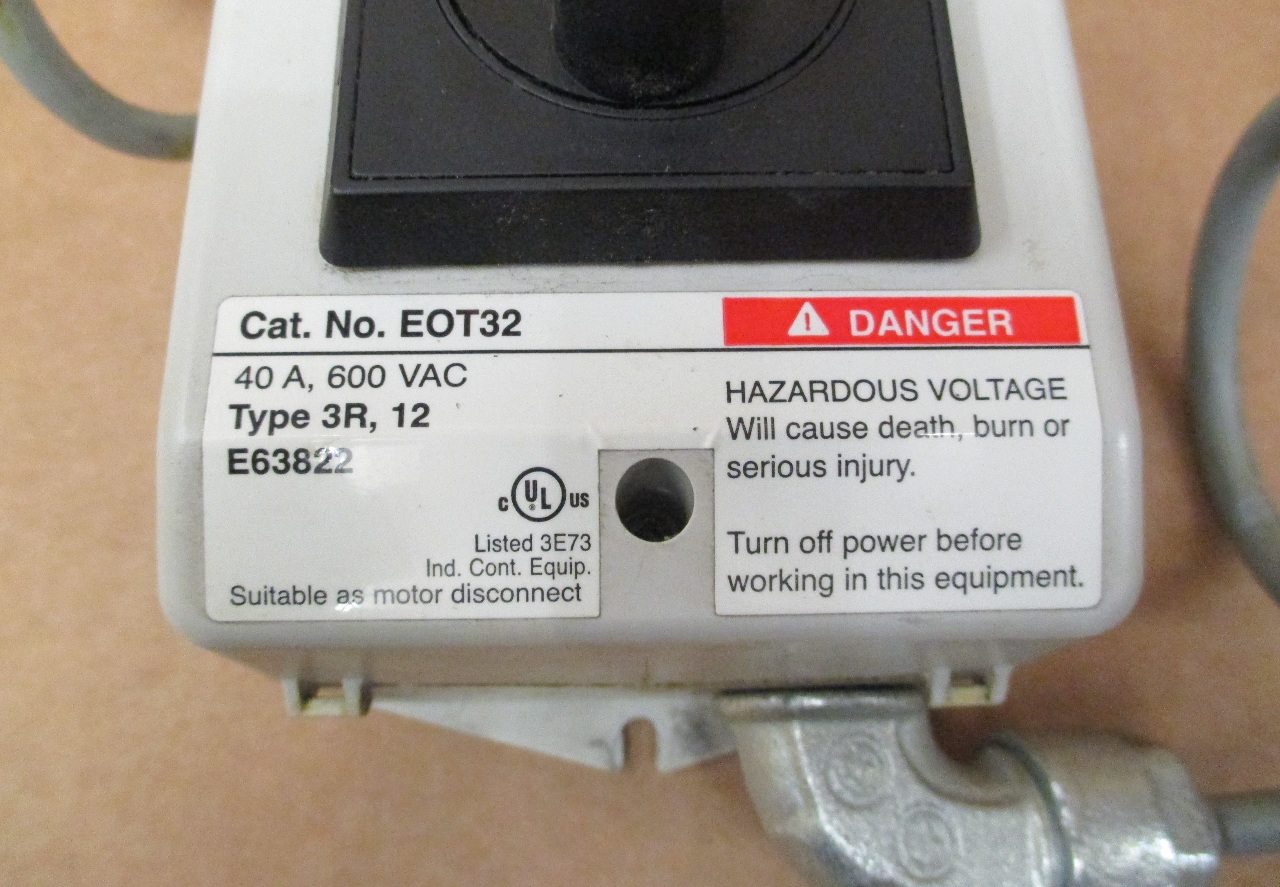 Cat. No. EOT32
40 A, 600 VAC
Type 3R, 12
E63822
c UL® US
Listed 3E73
Ind. Cont. Equip.
Suitable as motor disconnect
DANGER
HAZARDOUS VOLTAGE
Will cause death, burn or
serious injury.
Turn off power before
working in this equipment.